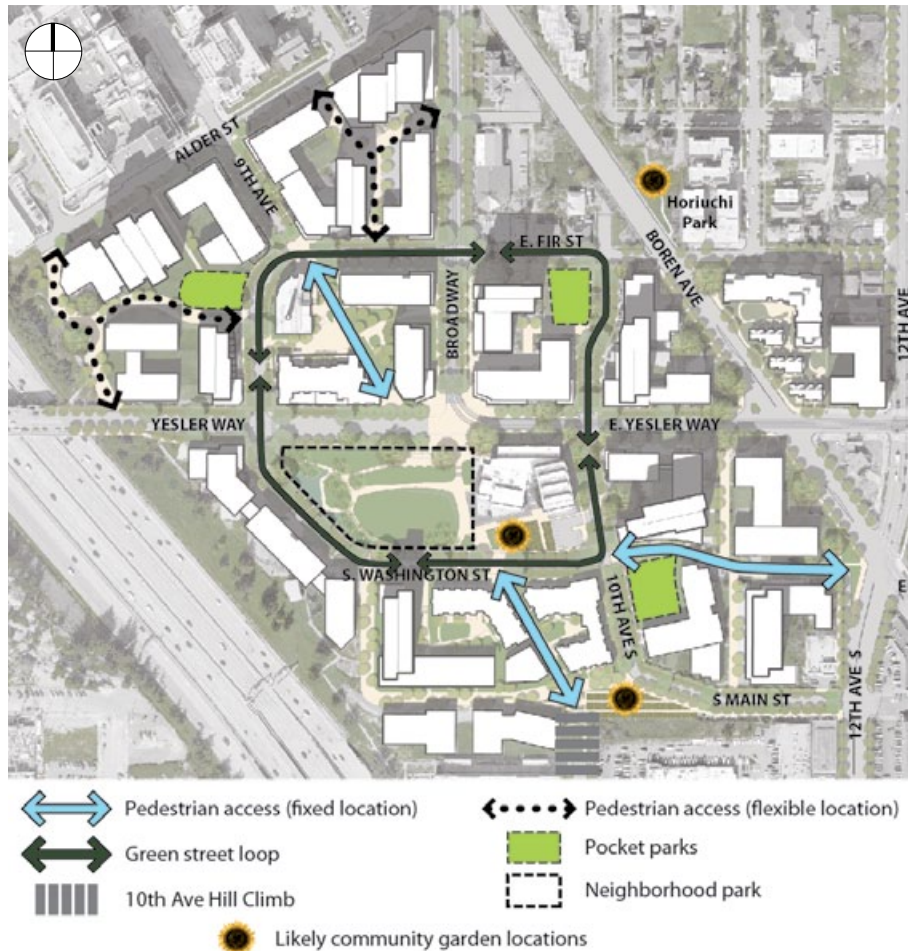 ALDER ST
9TH AVE
Horiuchi
Park
E. FIR ST
BOREN AVE
BROADWAY
12TH AVE
YESLER WAY
E. YESLER WAY
S. WASHINGTON ST
10TH AVE S
E
S MAIN ST
12TH AVE S
Pedestrian access (fixed location)
Pedestrian access (flexible location)
Green street loop
Pocket parks
10th Ave Hill Climb
Neighborhood park
Likely community garden locations